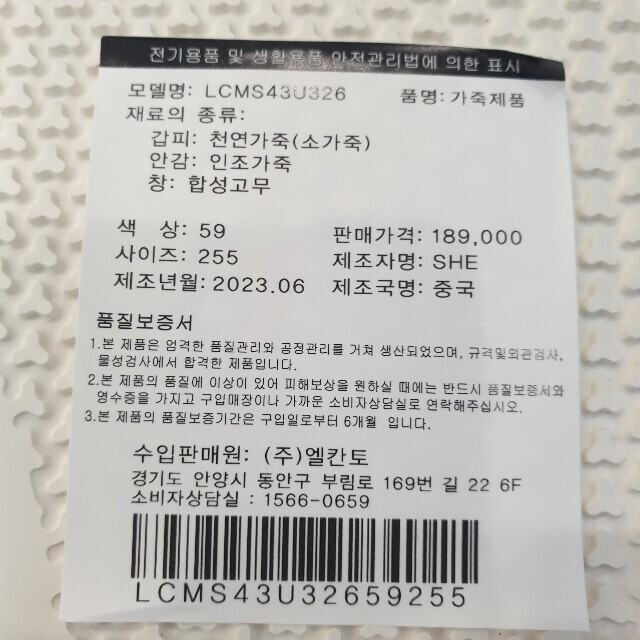 전기용품 및 생활용품 안전관리법에 의한 표시
모델명: LCMS43U326 품명: 가죽제품
재료의 종류:
갑피: 천연가죽(소가죽)
안감: 인조가죽
창: 합성고무
색 상: 59 판매가격: 189,000
사이즈: 255 제조자명: SHE
제조년월: 2023.06 제조국명: 중국
품질보증서
1.본 제품은 엄격한 품질관리와 공정관리를 거쳐 생산되었으며, 규격및외관검사,
물성검사에서 합격한 제품입니다.
2.본 제품의 품질에 이상이 있어 피해보상을 원하실 때에는 반드시 품질보증서와
영수증을 가지고 구입매장이나 가까운 소비자상담실로 연락해주십시오.
3.본 제품의 품질보증기간은 구입일로부터 6개월 입니다.
수입판매원: (주)엘칸토
경기도 안양시 동안구 부림로 169번 길 22 6F
소비자상담실 : 1566-0659
LCMS43U32659255